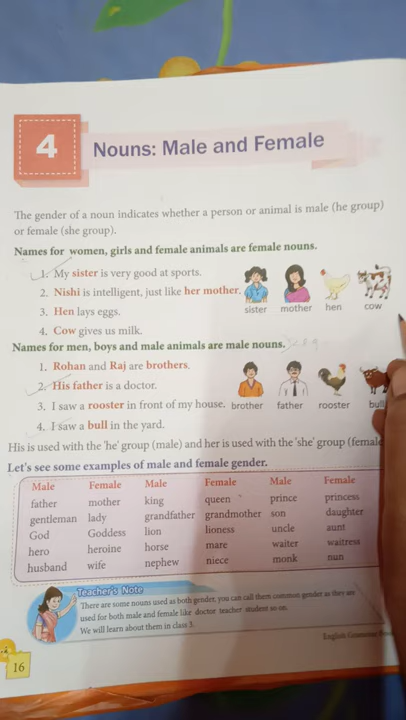 4
Nouns: Male and Female
The gender of a noun indicates whether a person or animal is male (he group)
or female (she group).
Names for women, girls and female animals are female nouns.
1. My sister is very good at sports.
2. Nishi is intelligent, just like her mother.
3. Hen lays eggs.
4. Cow gives us milk.
sister mother hen cow
Names for men, boys and male animals are male nouns.
1. Rohan and Raj are brothers.
2. His father is a doctor.
3. I saw a rooster in front of my house.
4. I saw a bull in the yard.
brother father rooster bull
His is used with the 'he' group (male) and her is used with the 'she' group (female
Let's see some examples of male and female gender.
Male Female Male Female Male Female
father mother king queen prince princess
gentleman lady grandfather grandmother son daughter
God Goddess lion lioness uncle aunt
hero heroine horse mare waiter waitress
husband wife nephew niece monk nun
Teacher's Note
There are some nouns used as both gender, you can call them common gender as they are
used for both male and female like doctor teacher student so on.
We will learn about them in class 3.
English Grammar
16